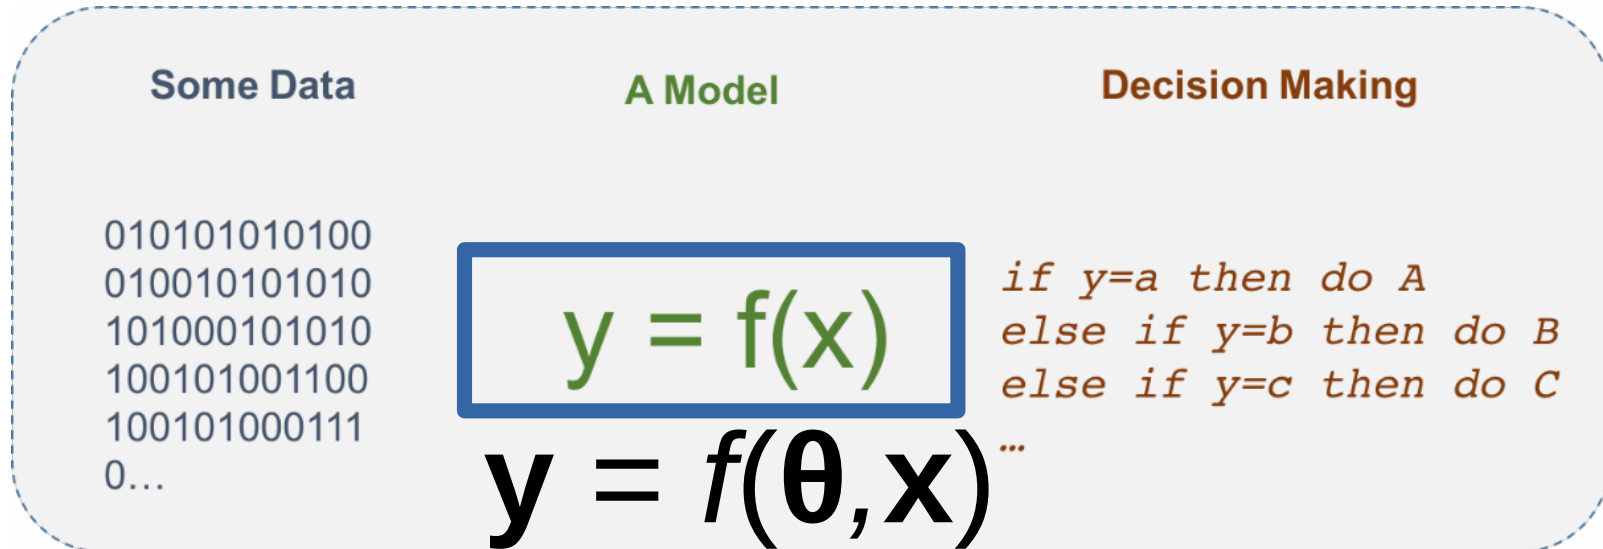 Some Data
A Model
Decision Making
010101010100
010010101010
101000101010
100101001100
100101000111
0...
y = f(x)
y = f(θ,x)
if y=a then do A
else if y=b then do B
else if y=c then do C
…